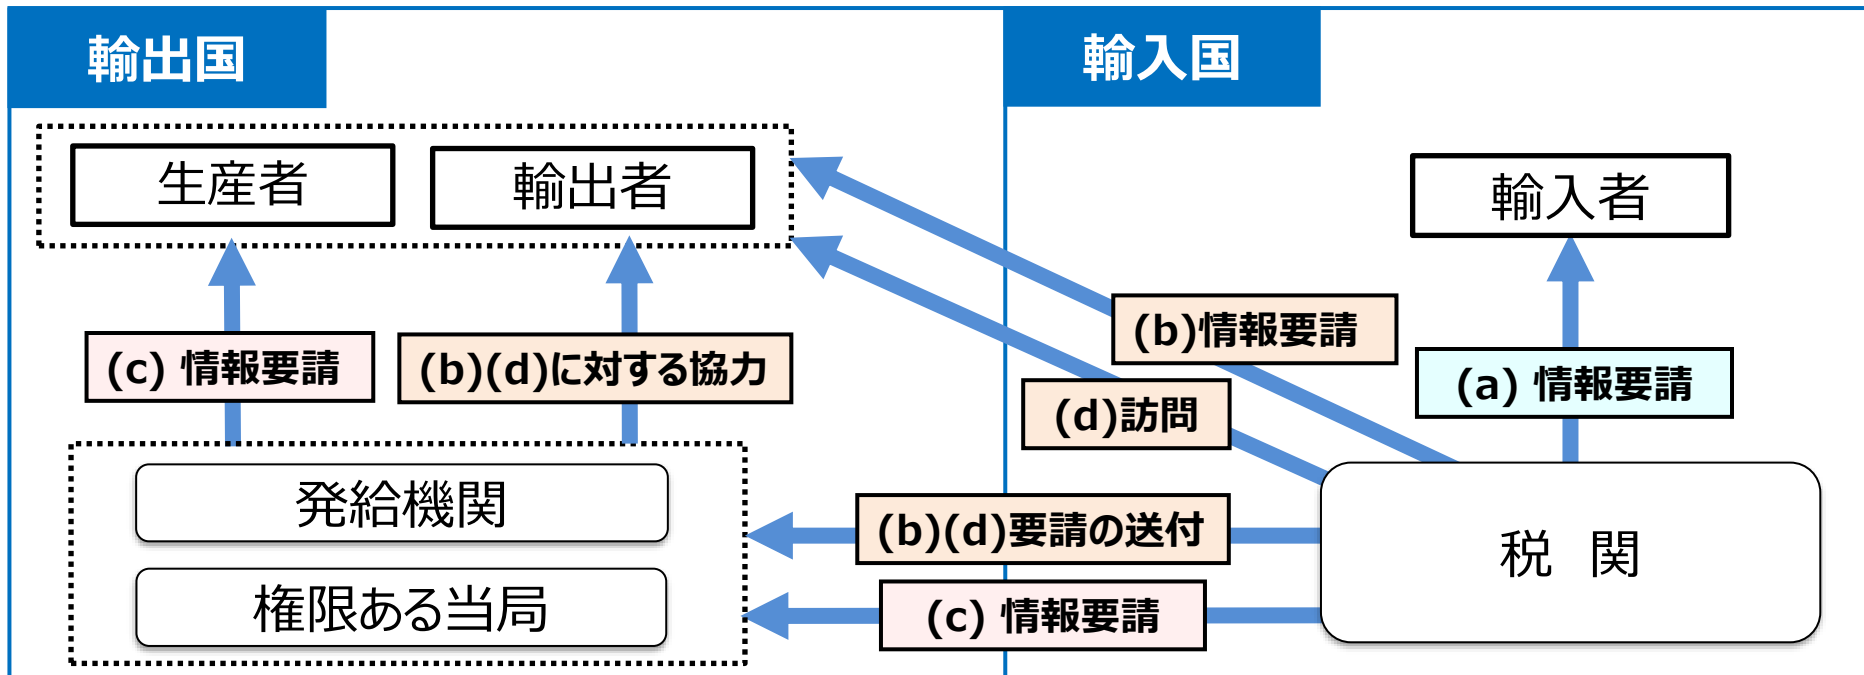 輸出国
輸入国
生産者
輸出者
輸入者
(b)情報要請
(c) 情報要請
(b)(d)に対する協力
(a) 情報要請
(d)訪問
発給機関
(b)(d)要請の送付
税 関
権限ある当局
(c) 情報要請